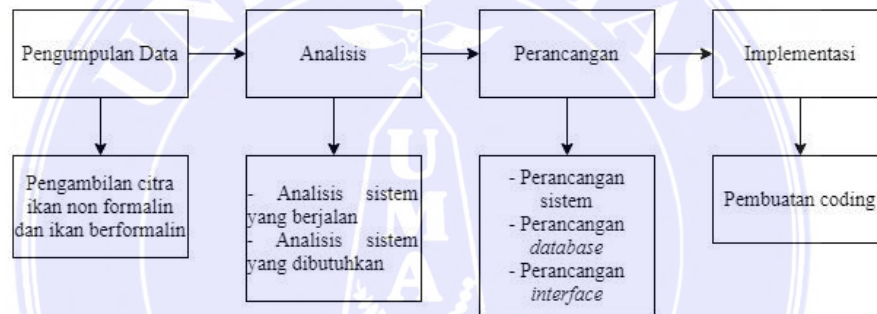 Pengumpulan Data
Analisis
Perancangan
Implementasi
Pengambilan citra
ikan non formalin
dan ikan berformalin
- Analisis sistem
yang berjalan
- Analisis sistem
yang dibutuhkan
- Perancangan
sistem
- Perancangan
database
- Perancangan
interface
Pembuatan coding
UMA